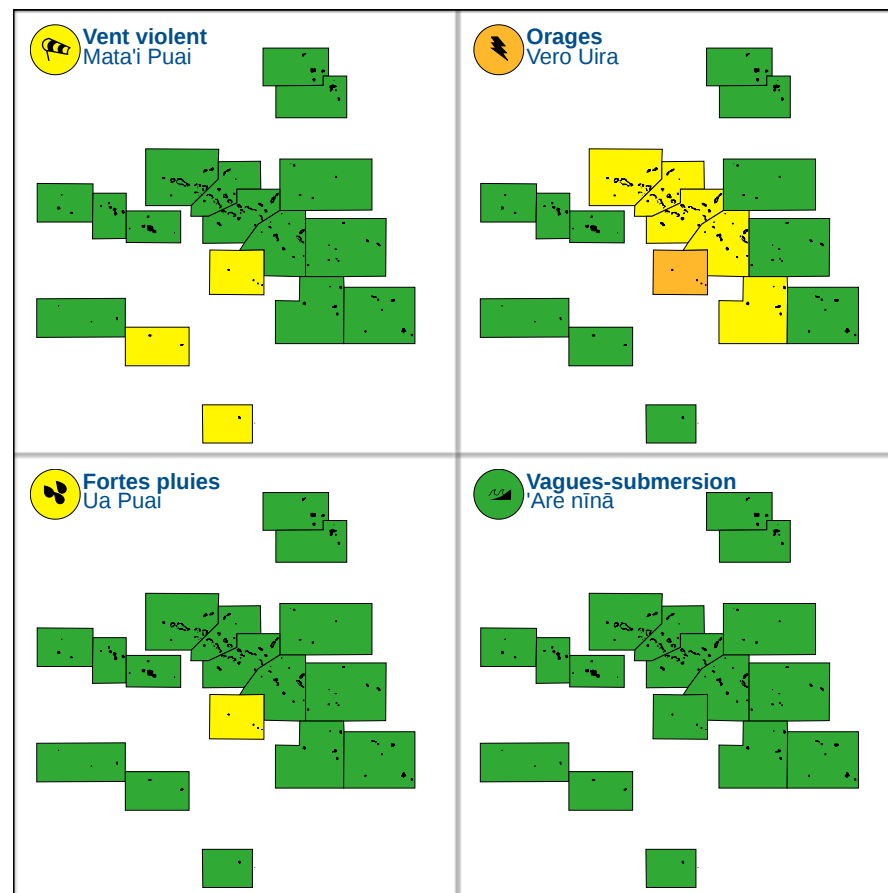 Vent violent
Mata'i Puai
Orages
Vero Uira
Fortes pluies
Ua Puai
Vagues-submersion
'Are nīnā